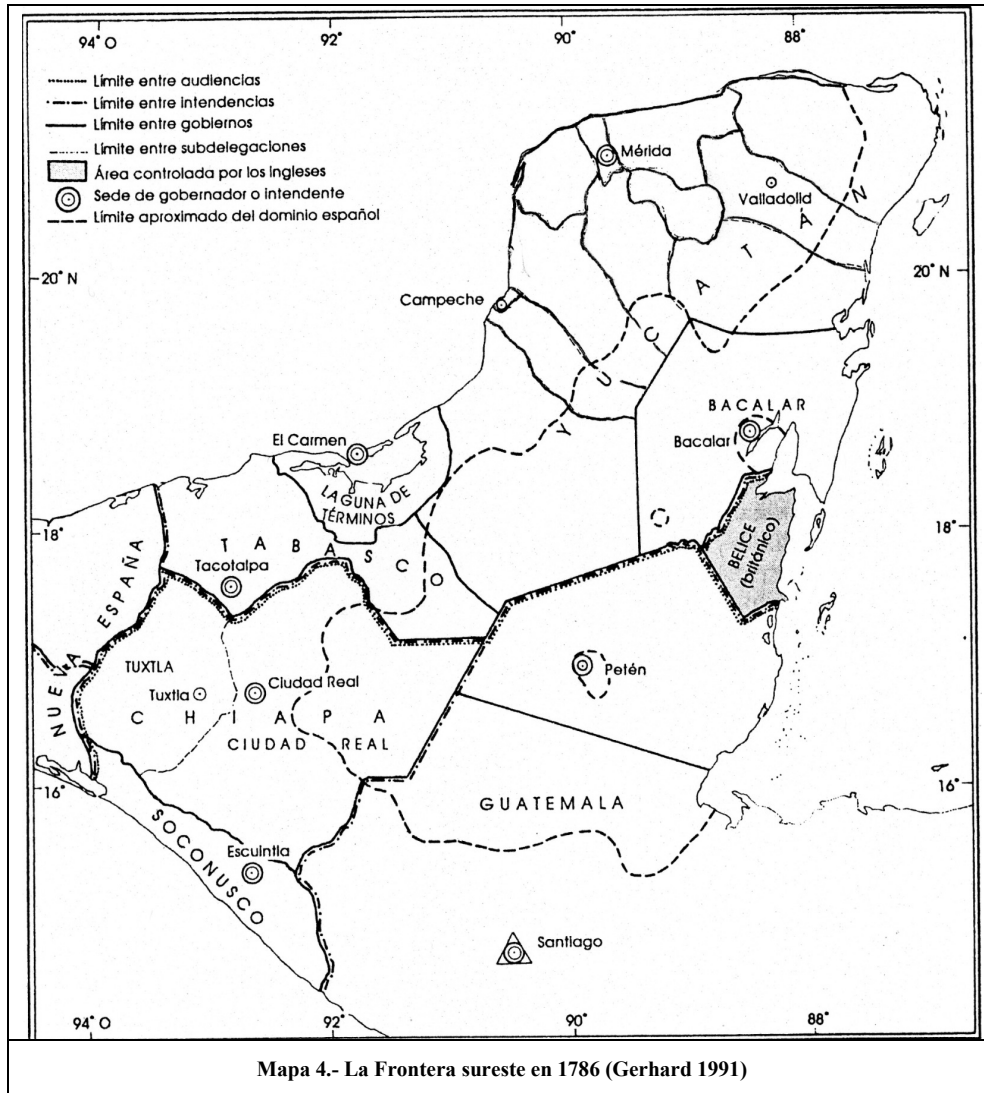 94° O
92°
90°
88°
Límite entre audiencias
Límite entre intendencias
Límite entre gobiernos
Límite entre subdelegaciones
Área controlada por los ingleses
Sede de gobernador o intendente
Límite aproximado del dominio español
Mérida
Valladolid
YUCATÁN
20° N
20° N
Campeche
BACALAR
Bacalar
El Carmen
LAGUNA DE
TÉRMINOS
18°
18°
BELICE
(británico)
TABASCO
Tacotalpa
NUEVA ESPAÑA
Petén
TUXTLA
Tuxtla
Ciudad Real
CHIAPA
CIUDAD REAL
16°
16°
GUATEMALA
SOCONUSCO
Escuintla
Santiago
94° O
92°
90°
88°
Mapa 4.- La Frontera sureste en 1786 (Gerhard 1991)